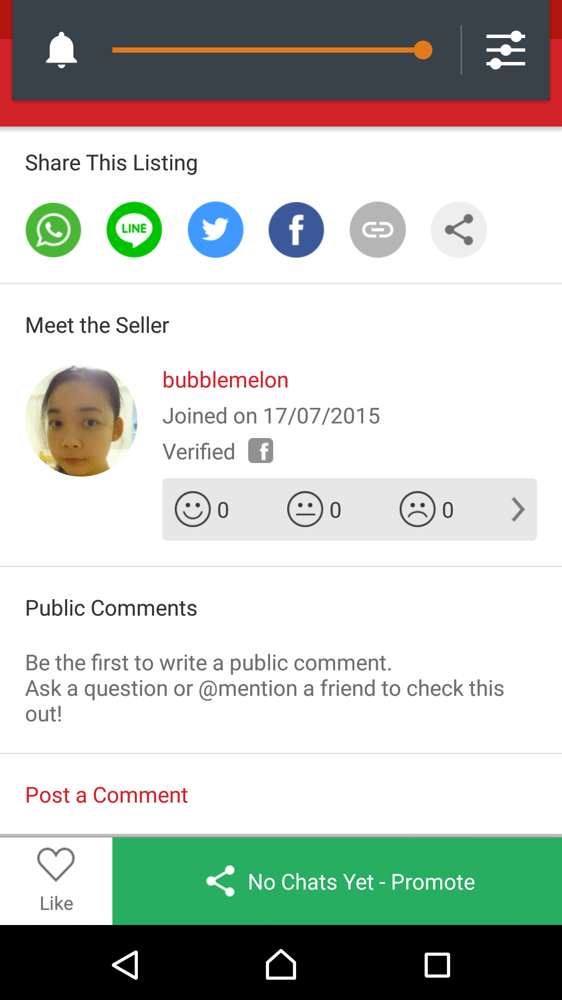 Share This Listing
LINE
Meet the Seller
bubblemelon
Joined on 17/07/2015
Verified
0 0 0
Public Comments
Be the first to write a public comment.
Ask a question or @mention a friend to check this
out!
Post a Comment
Like
No Chats Yet - Promote